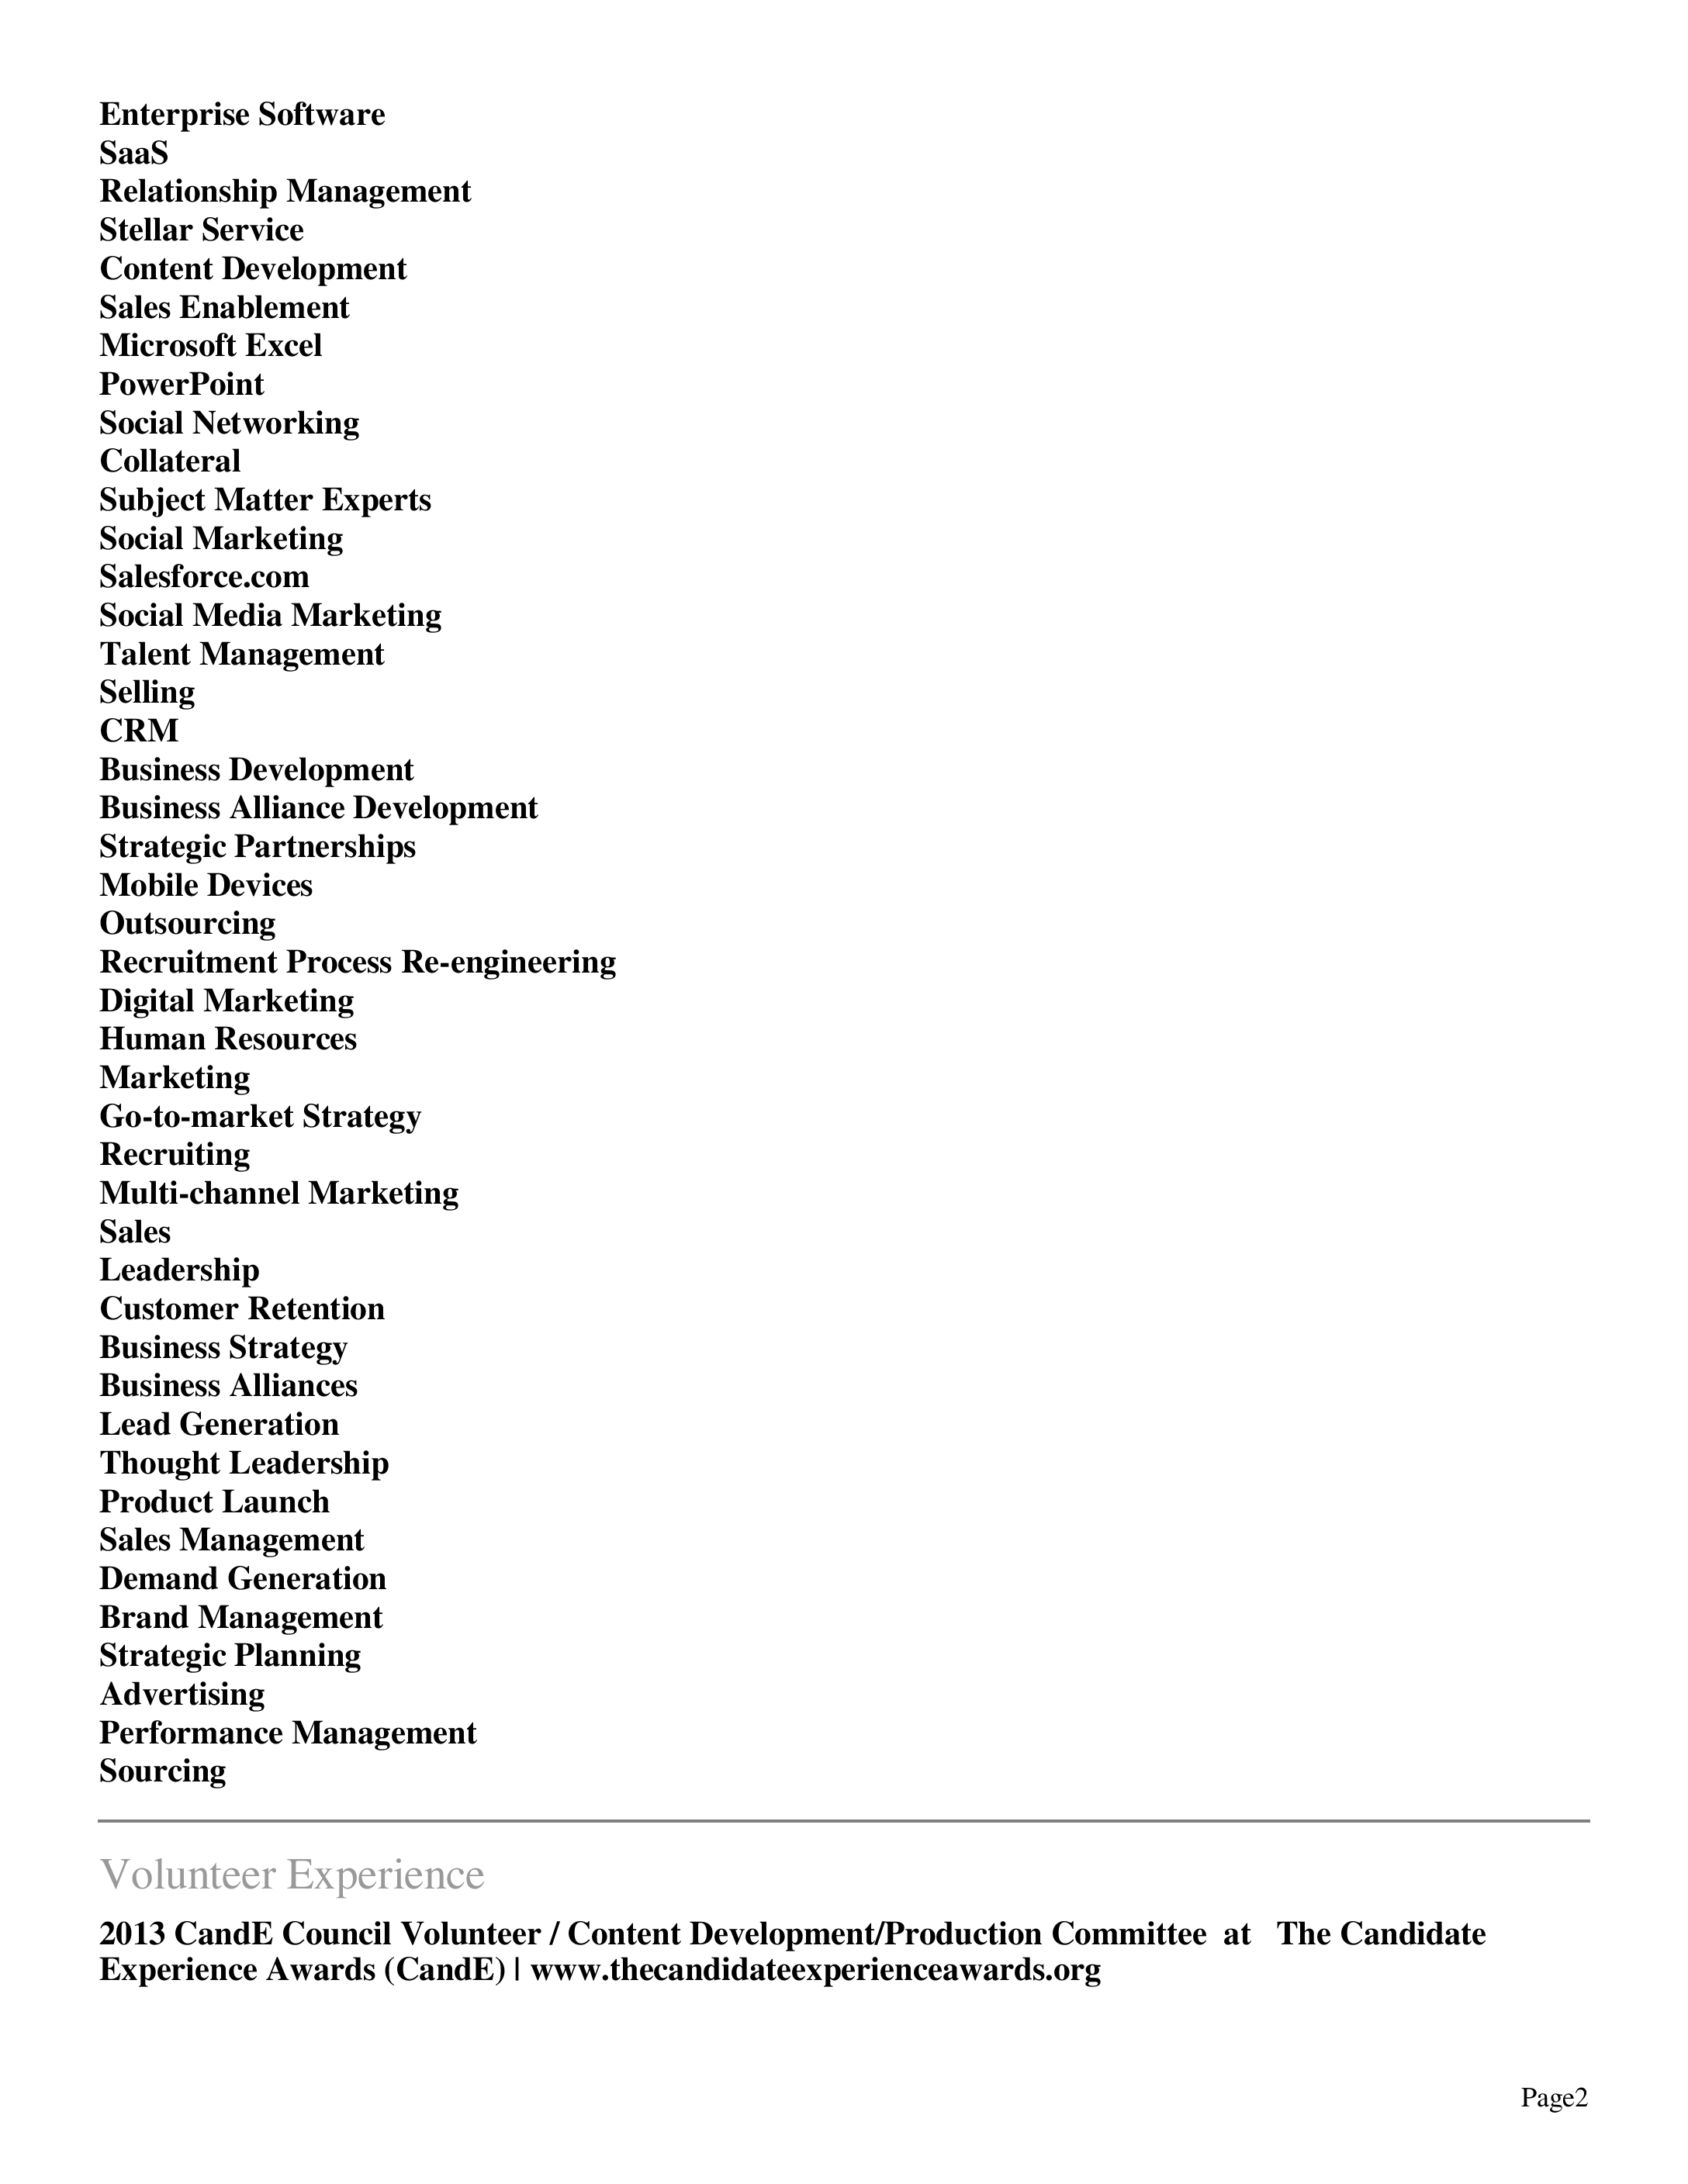 Enterprise Software
SaaS
Relationship Management
Stellar Service
Content Development
Sales Enablement
Microsoft Excel
PowerPoint
Social Networking
Collateral
Subject Matter Experts
Social Marketing
Salesforce.com
Social Media Marketing
Talent Management
Selling
CRM
Business Development
Business Alliance Development
Strategic Partnerships
Mobile Devices
Outsourcing
Recruitment Process Re-engineering
Digital Marketing
Human Resources
Marketing
Go-to-market Strategy
Recruiting
Multi-channel Marketing
Sales
Leadership
Customer Retention
Business Strategy
Business Alliances
Lead Generation
Thought Leadership
Product Launch
Sales Management
Demand Generation
Brand Management
Strategic Planning
Advertising
Performance Management
Sourcing
Volunteer Experience
2013 CandE Council Volunteer / Content Development/Production Committee at The Candidate
Experience Awards (CandE) | www.thecandidateexperienceawards.org
Page2